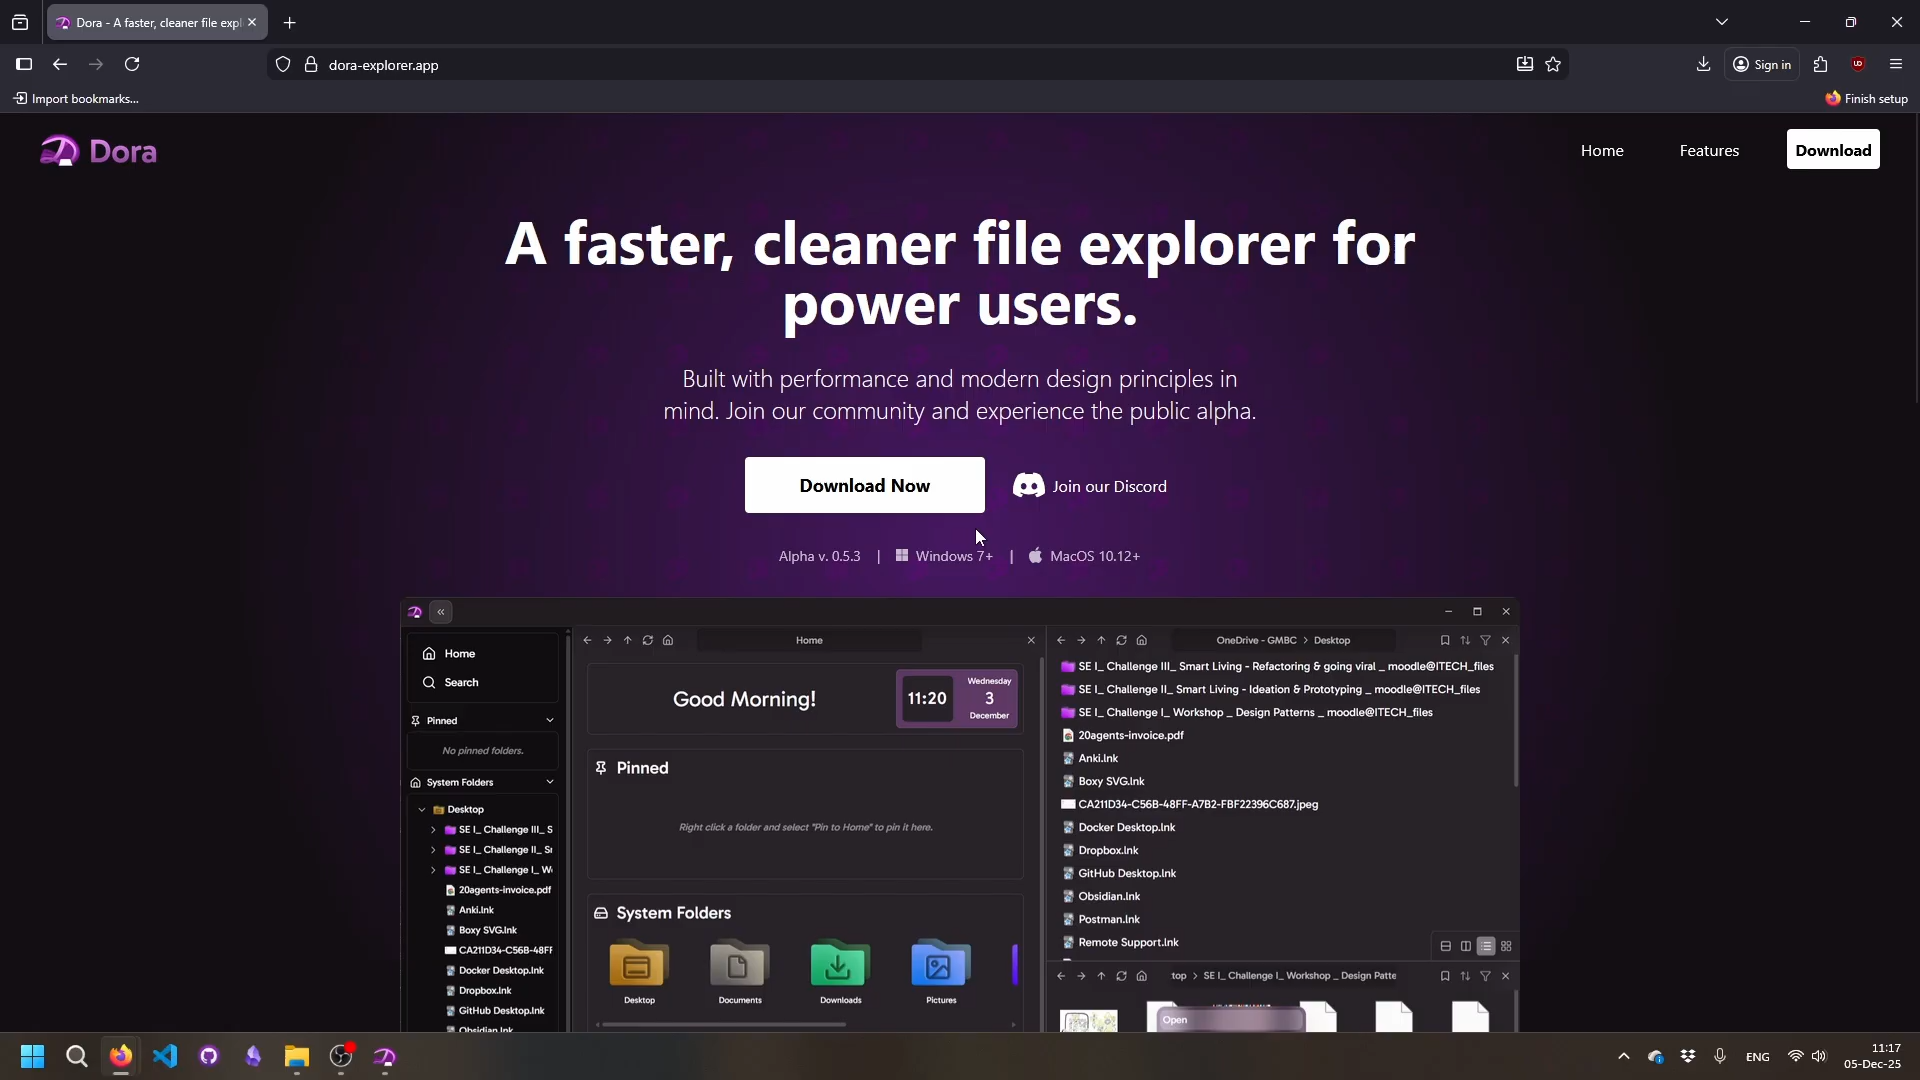 Dora - A faster, cleaner file expl
dora-explorer.app
Sign in
Import bookmarks...
Finish setup
Dora
Home
Features
Download
A faster, cleaner file explorer for
power users.
Built with performance and modern design principles in
mind. Join our community and experience the public alpha.
Download Now
Join our Discord
Alpha v. 0.5.3 | Windows 7+ | MacOS 10.12+
Home
Search
Pinned
No pinned folders.
System Folders
Desktop
SE I_ Challenge III_ S
SE I_ Challenge II_ Sr
SE I_ Challenge I_ W
20agents-invoice.pdf
Anki.lnk
Boxy SVG.lnk
CA211D34-C56B-48FF
Docker Desktop.lnk
Dropbox.lnk
GitHub Desktop.lnk
Obsidian.lnk
Home
Good Morning!
11:20
Wednesday
3
December
Pinned
Right click a folder and select "Pin to Home" to pin it here.
System Folders
Desktop
Documents
Downloads
Pictures
OneDrive - GMBC > Desktop
SE I_ Challenge III_ Smart Living - Refactoring & going viral _ moodle@ITECH_files
SE I_ Challenge II_ Smart Living - Ideation & Prototyping _ moodle@ITECH_files
SE I_ Challenge I_ Workshop _ Design Patterns _ moodle@ITECH_files
20agents-invoice.pdf
Anki.lnk
Boxy SVG.lnk
CA211D34-C56B-48FF-A7B2-FBF22396C687.jpeg
Docker Desktop.lnk
Dropbox.lnk
GitHub Desktop.lnk
Obsidian.lnk
Postman.lnk
Remote Support.lnk
top > SE I_ Challenge I_ Workshop _ Design Patte
Open
ENG
11:17
05-Dec-25